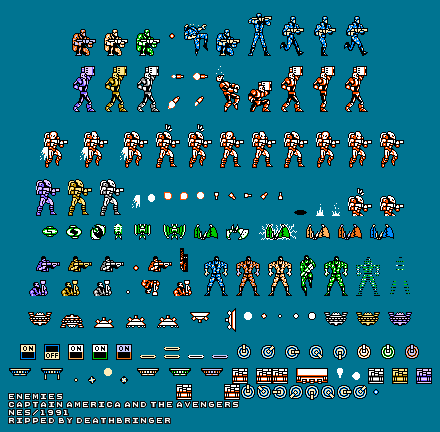 ON
OFF
ON
ON
ON
ENEMIES
CAPTAIN AMERICA AND THE AVENGERS
NES/1991
RIPPED BY DEATHBRINGER